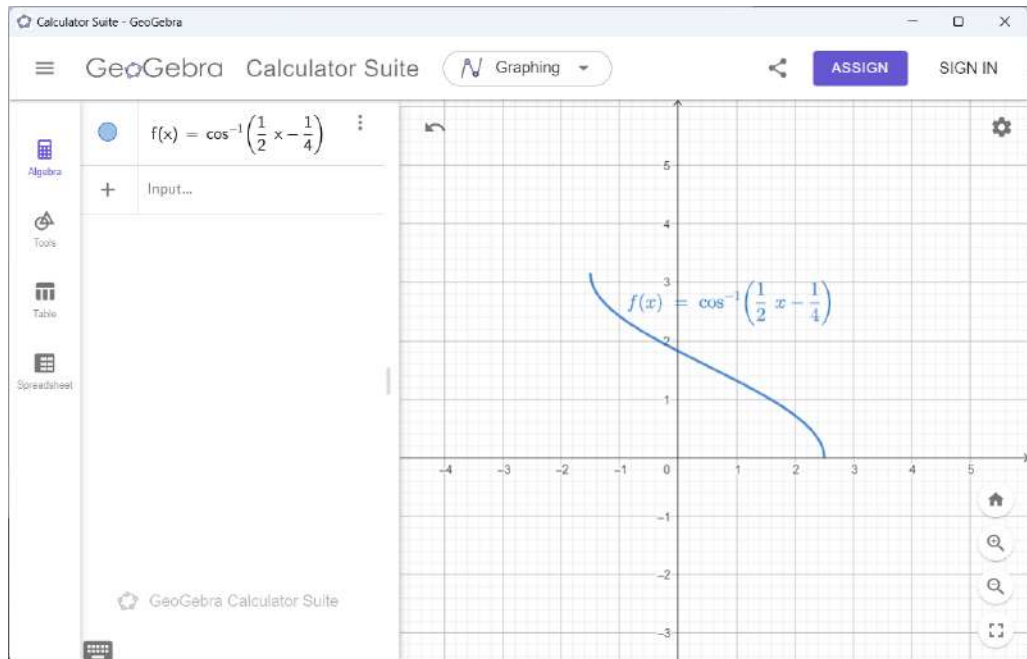 Calculator Suite - GeoGebra
GeoGebra Calculator Suite Graphing ASSIGN SIGN IN
f(x) = cos⁻¹(1/2 x − 1/4)
Input...
Algebra
Tools
Table
Spreadsheet
GeoGebra Calculator Suite
f(x) = cos⁻¹(1/2 x − 1/4)
5
4
3
2
1
−4 −3 −2 −1 0 1 2 3 4 5
−1
−2
−3